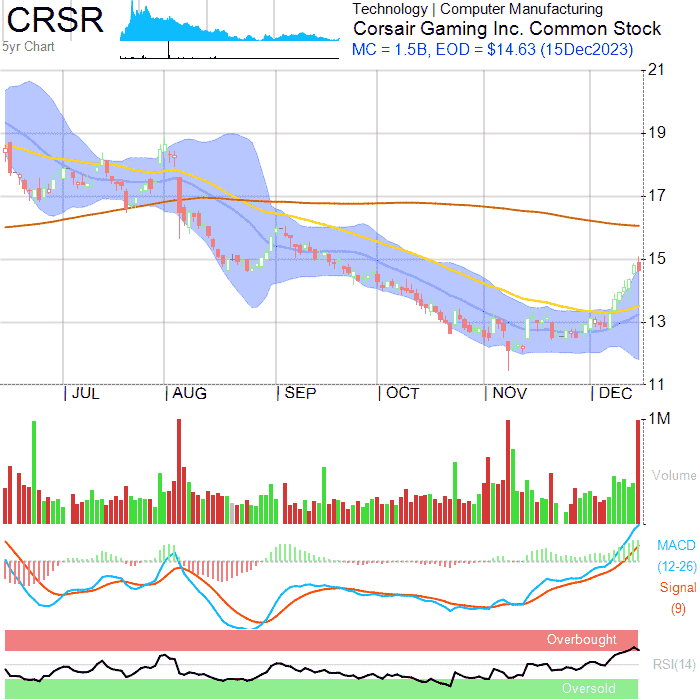 CRSR
5yr Chart
Technology | Computer Manufacturing
Corsair Gaming Inc. Common Stock
MC = 1.5B, EOD = $14.63 (15Dec2023)
21
19
17
15
13
11
JUL AUG SEP OCT NOV DEC
1M
Volume
MACD
(12-26)
Signal
(9)
Overbought
RSI(14)
Oversold